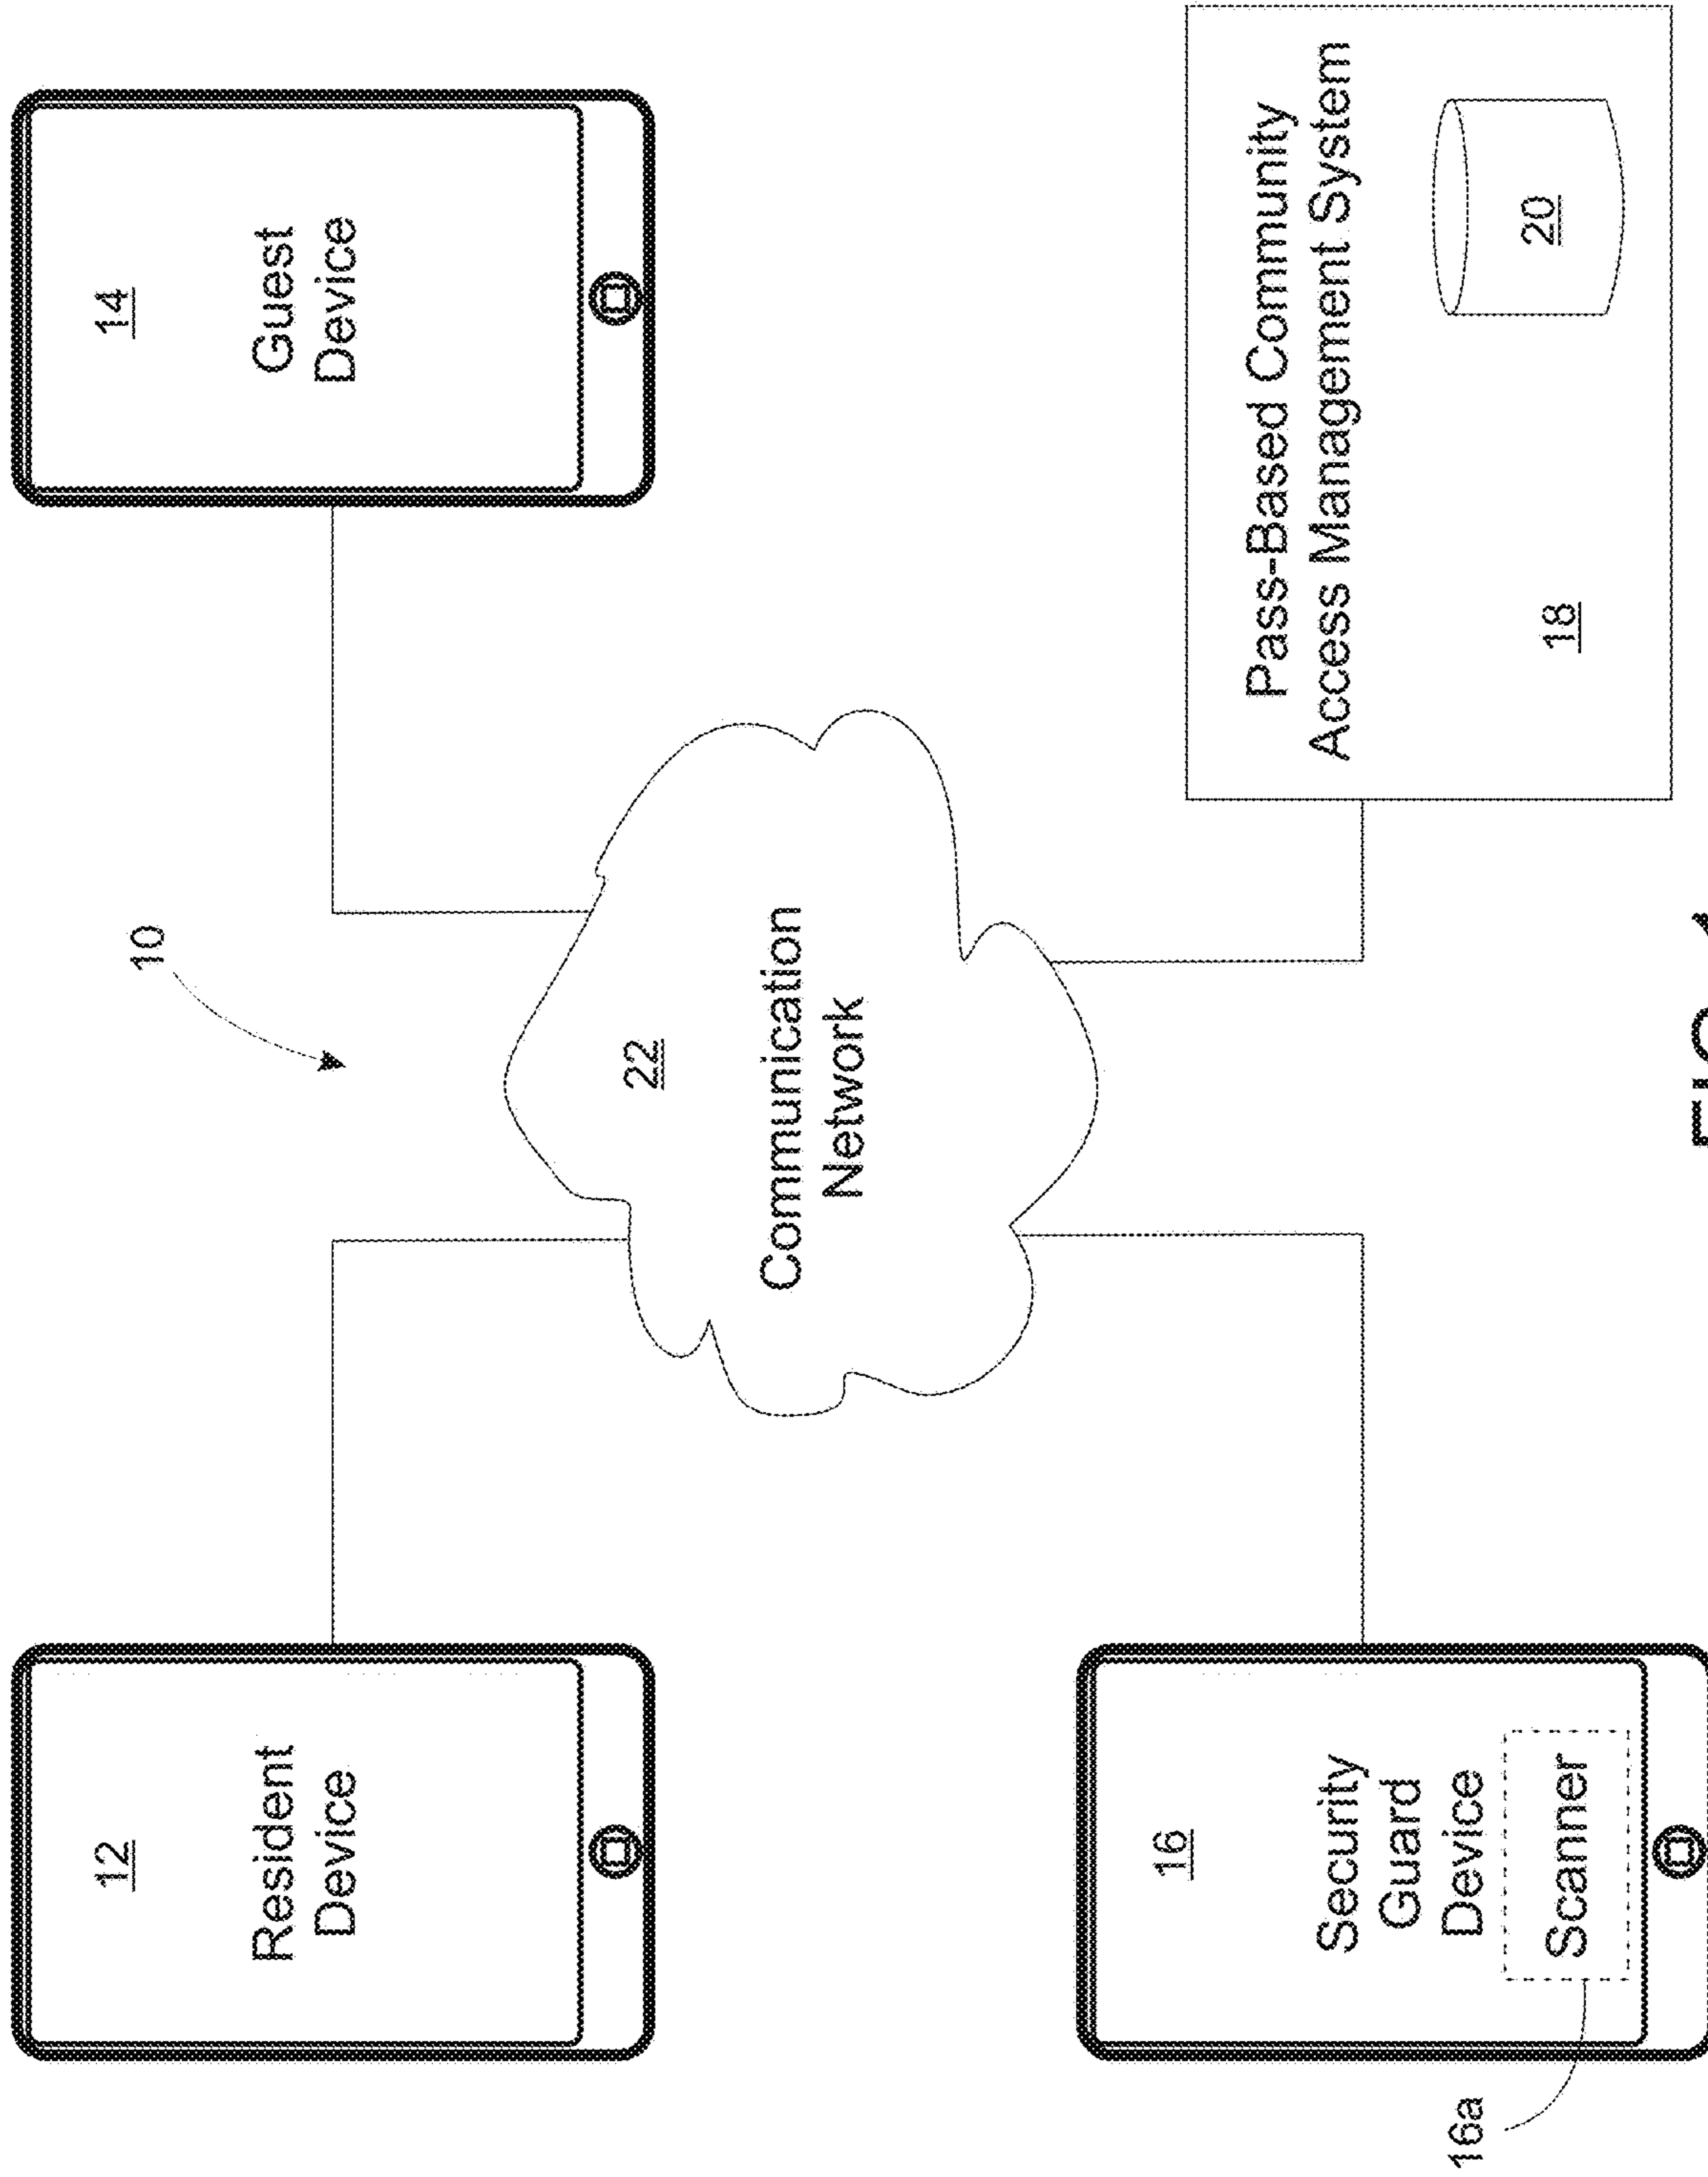 10
12
Resident
Device
14
Guest
Device
22
Communication
Network
16
Security
Guard
Device
Scanner
16a
Pass-Based Community
Access Management System
18
20